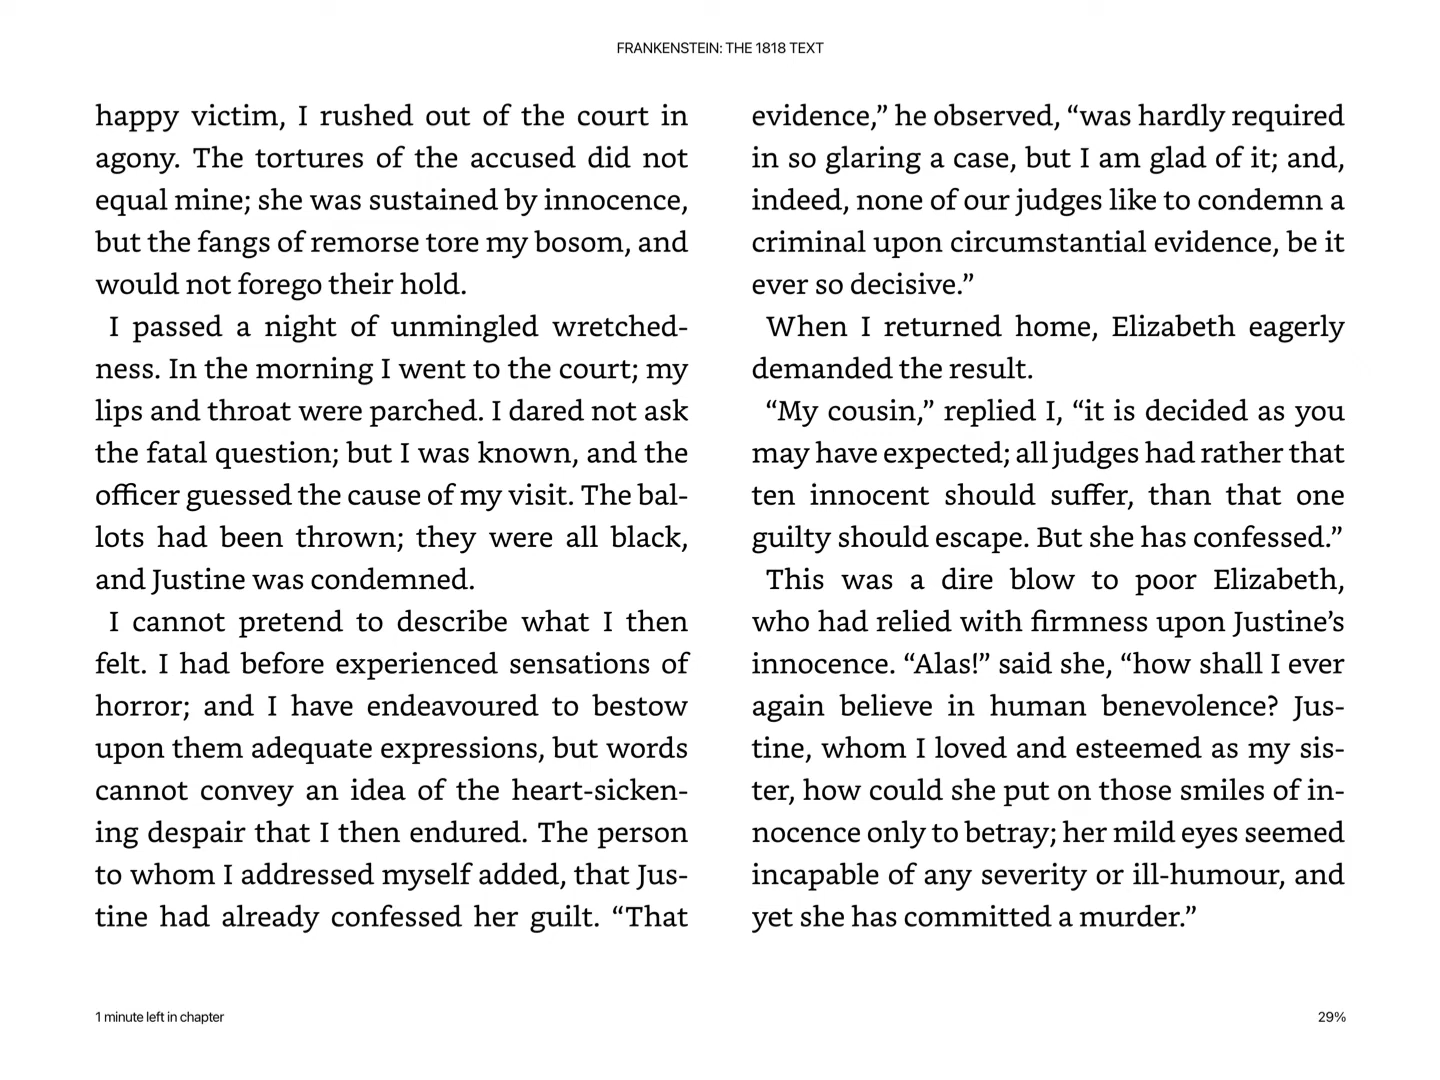 FRANKENSTEIN: THE 1818 TEXT
happy victim, I rushed out of the court in
agony. The tortures of the accused did not
equal mine; she was sustained by innocence,
but the fangs of remorse tore my bosom, and
would not forego their hold.
I passed a night of unmingled wretched-
ness. In the morning I went to the court; my
lips and throat were parched. I dared not ask
the fatal question; but I was known, and the
officer guessed the cause of my visit. The bal-
lots had been thrown; they were all black,
and Justine was condemned.
I cannot pretend to describe what I then
felt. I had before experienced sensations of
horror; and I have endeavoured to bestow
upon them adequate expressions, but words
cannot convey an idea of the heart-sicken-
ing despair that I then endured. The person
to whom I addressed myself added, that Jus-
tine had already confessed her guilt. “That
evidence,” he observed, “was hardly required
in so glaring a case, but I am glad of it; and,
indeed, none of our judges like to condemn a
criminal upon circumstantial evidence, be it
ever so decisive.”
When I returned home, Elizabeth eagerly
demanded the result.
“My cousin,” replied I, “it is decided as you
may have expected; all judges had rather that
ten innocent should suffer, than that one
guilty should escape. But she has confessed.”
This was a dire blow to poor Elizabeth,
who had relied with firmness upon Justine’s
innocence. “Alas!” said she, “how shall I ever
again believe in human benevolence? Jus-
tine, whom I loved and esteemed as my sis-
ter, how could she put on those smiles of in-
nocence only to betray; her mild eyes seemed
incapable of any severity or ill-humour, and
yet she has committed a murder.”
1 minute left in chapter
29%